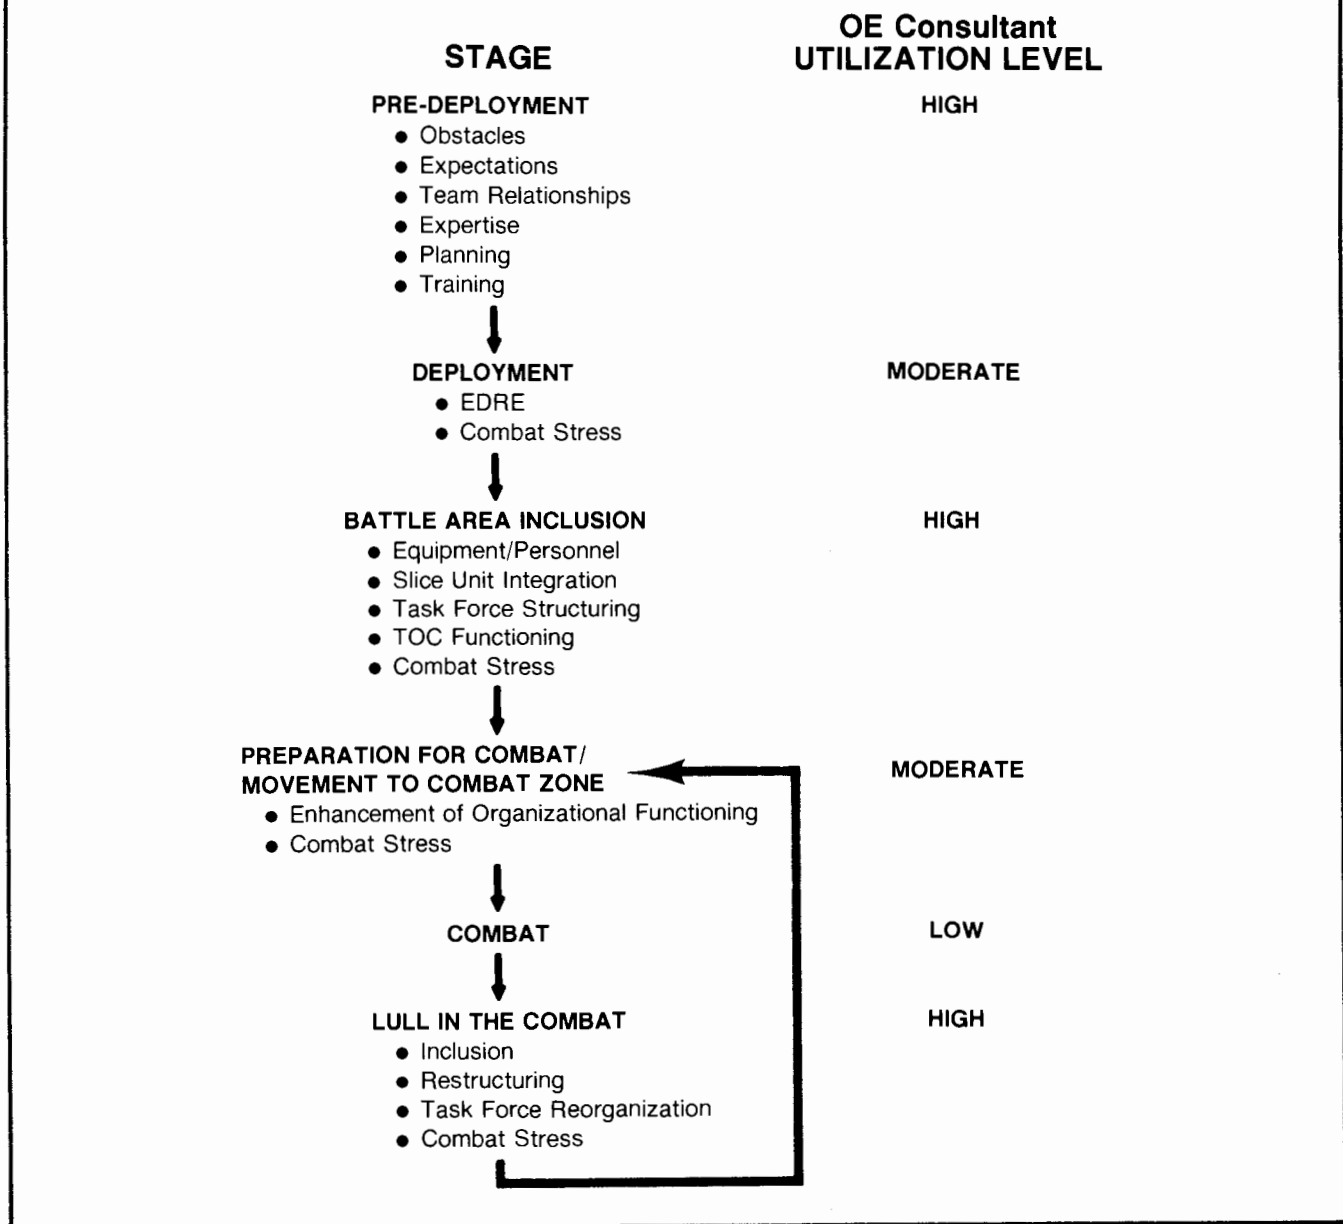 OE Consultant
STAGE UTILIZATION LEVEL
PRE-DEPLOYMENT HIGH
● Obstacles
● Expectations
● Team Relationships
● Expertise
● Planning
● Training
DEPLOYMENT MODERATE
● EDRE
● Combat Stress
BATTLE AREA INCLUSION HIGH
● Equipment/Personnel
● Slice Unit Integration
● Task Force Structuring
● TOC Functioning
● Combat Stress
PREPARATION FOR COMBAT/
MOVEMENT TO COMBAT ZONE MODERATE
● Enhancement of Organizational Functioning
● Combat Stress
COMBAT LOW
LULL IN THE COMBAT HIGH
● Inclusion
● Restructuring
● Task Force Reorganization
● Combat Stress